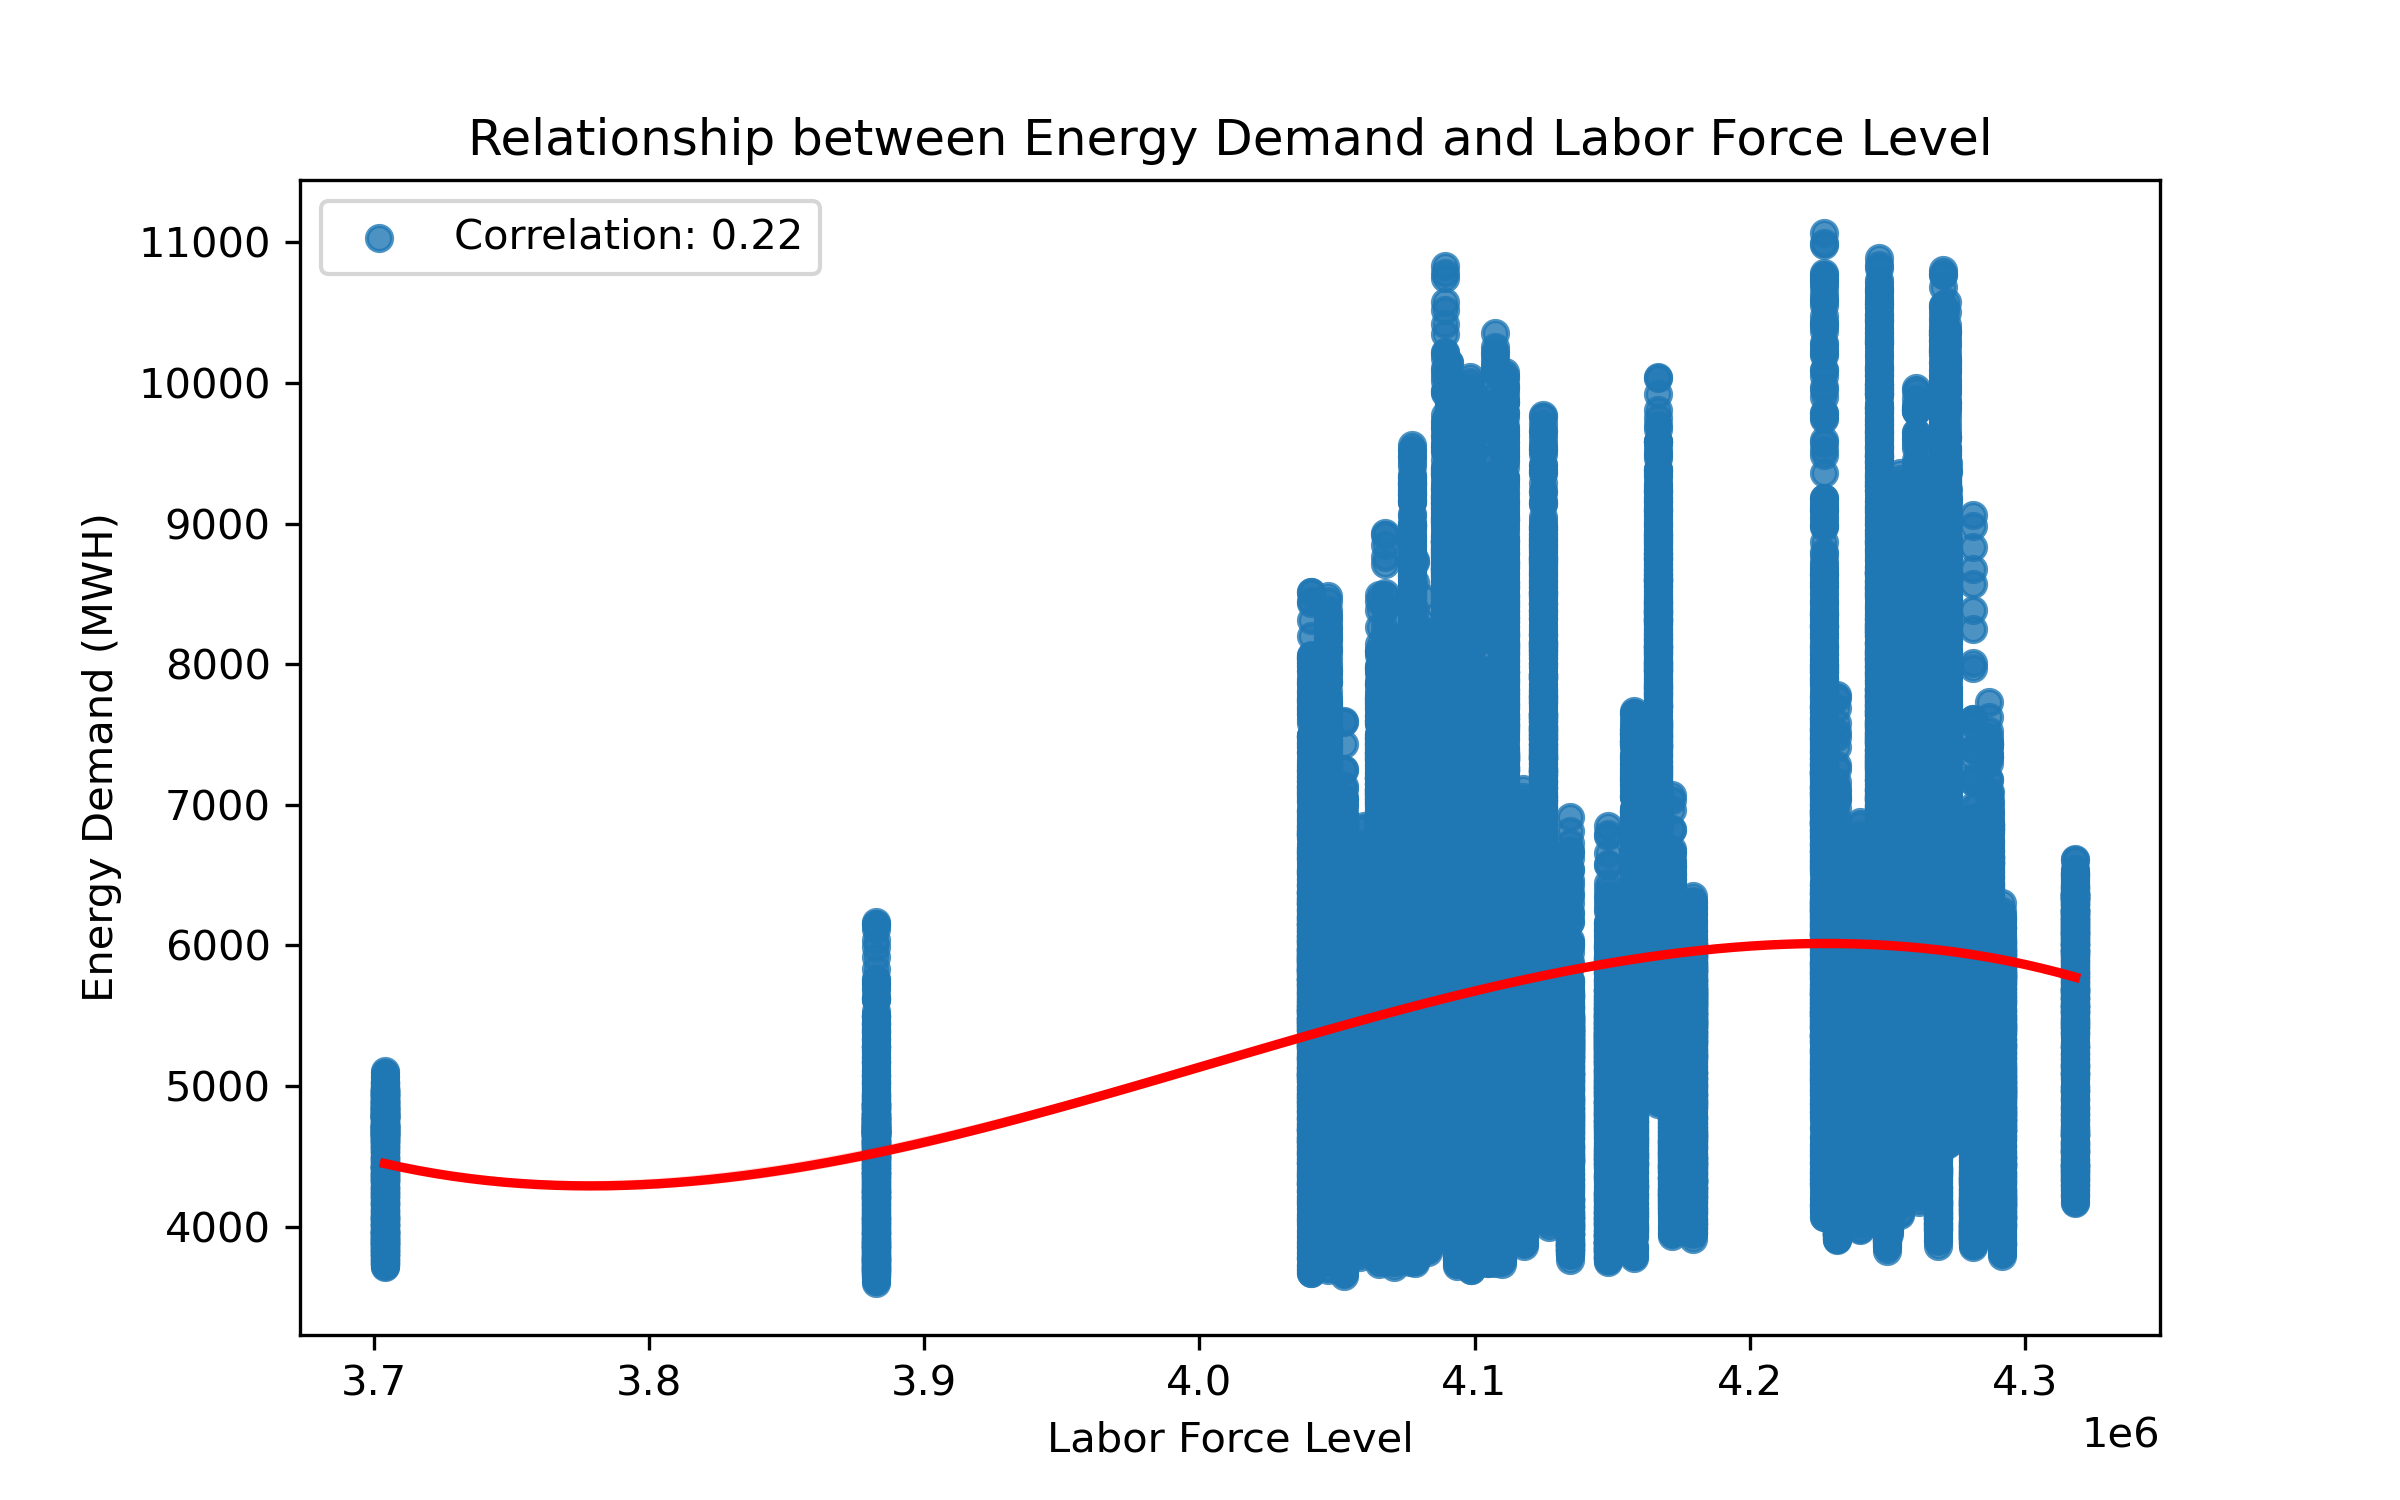 Relationship between Energy Demand and Labor Force Level
Correlation: 0.22
11000
10000
9000
8000
7000
6000
5000
4000
Energy Demand (MWH)
3.7 3.8 3.9 4.0 4.1 4.2 4.3
Labor Force Level
1e6